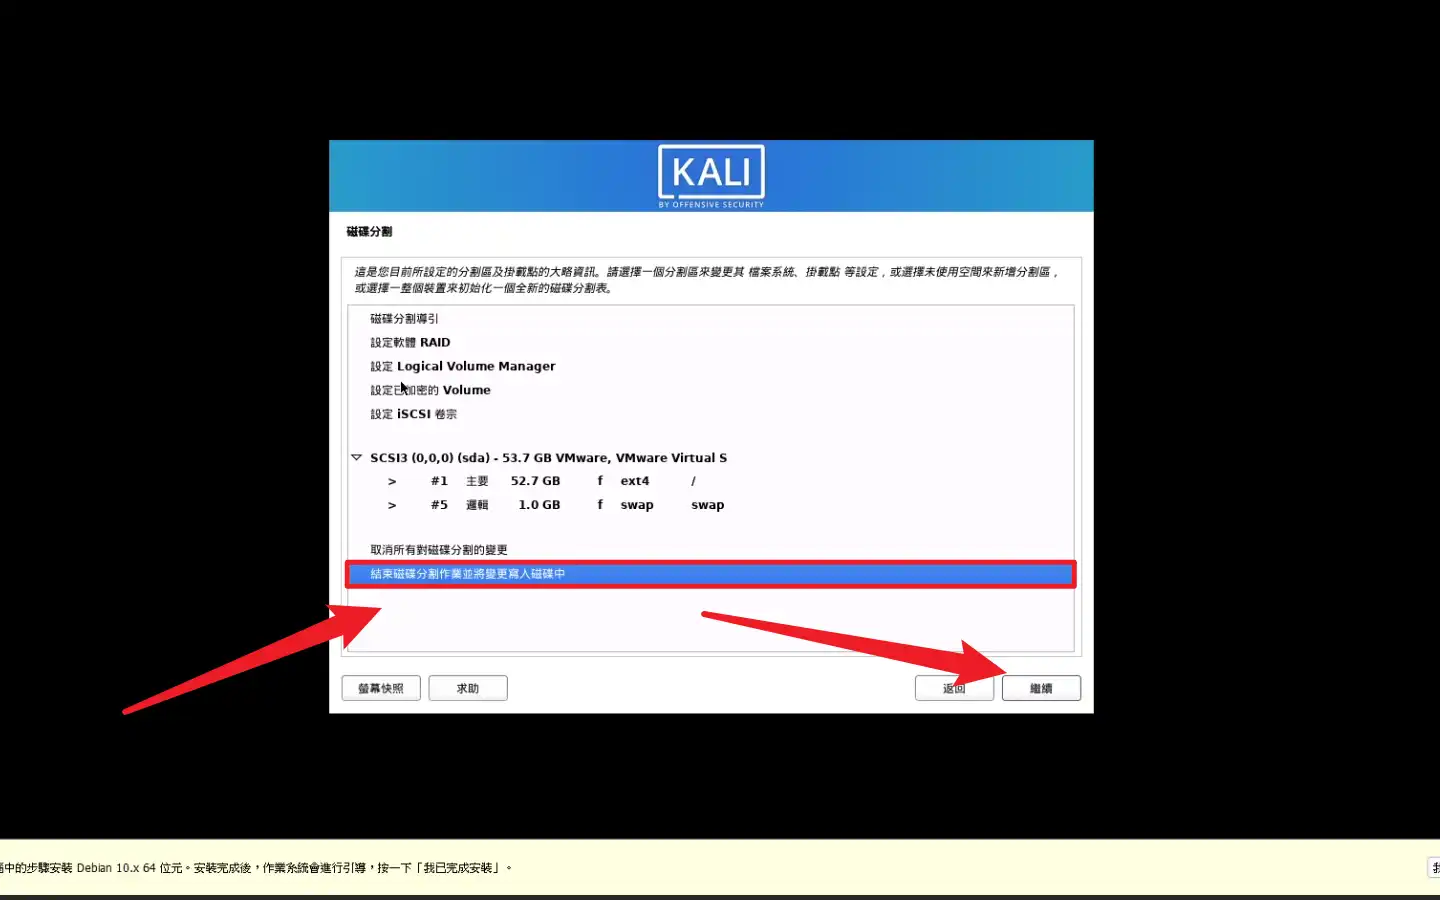 KALI
BY OFFENSIVE SECURITY
磁碟分割
這是您目前所設定的分割區及掛載點的大略資訊。請選擇一個分割區來變更其 檔案系統、掛載點 等設定，或選擇未使用空間來新增分割區，
或選擇一整個裝置來初始化一個全新的磁碟分割表。
磁碟分割導引
設定軟體 RAID
設定 Logical Volume Manager
設定已加密的 Volume
設定 iSCSI 卷宗
SCSI3 (0,0,0) (sda) - 53.7 GB VMware, VMware Virtual S
> #1 主要 52.7 GB f ext4 /
> #5 邏輯 1.0 GB f swap swap
取消所有對磁碟分割的變更
結束磁碟分割作業並將變更寫入磁碟中
螢幕快照 求助 返回 繼續
中的步驟安裝 Debian 10.x 64 位元。安裝完成後，作業系統會進行引導，按一下「我已完成安裝」。